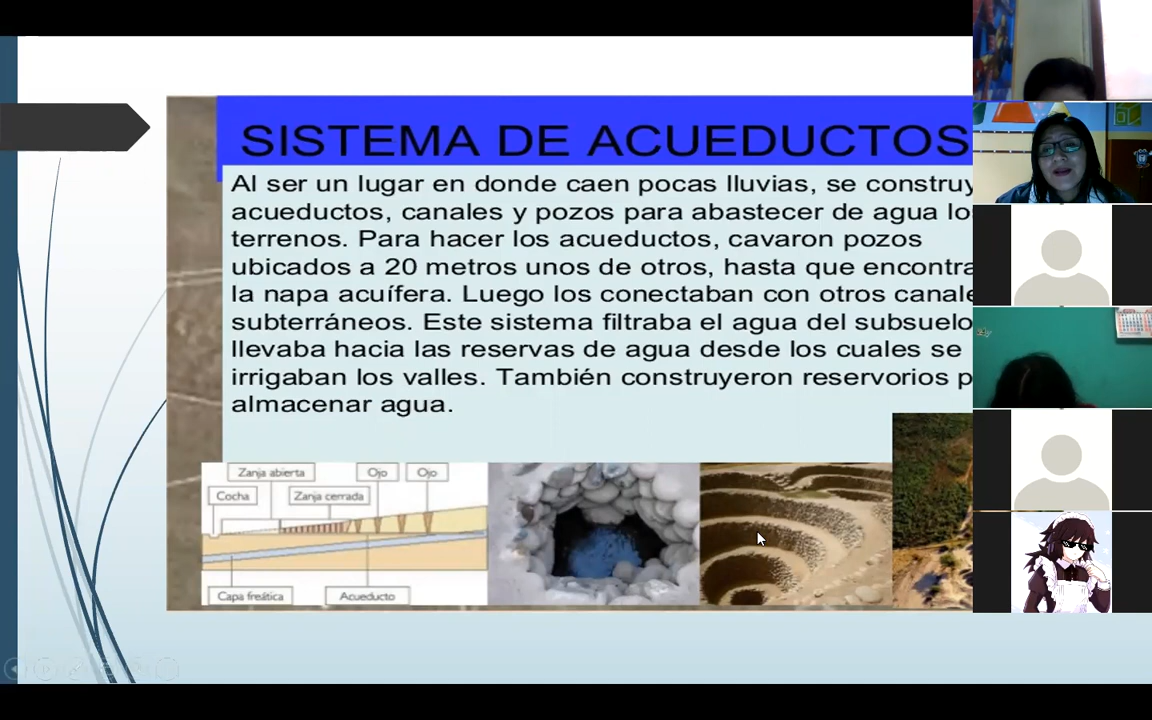 SISTEMA DE ACUEDUCTOS
Al ser un lugar en donde caen pocas lluvias, se construy
acueductos, canales y pozos para abastecer de agua lo
terrenos. Para hacer los acueductos, cavaron pozos
ubicados a 20 metros unos de otros, hasta que encontra
la napa acuífera. Luego los conectaban con otros canale
subterráneos. Este sistema filtraba el agua del subsuelo
llevaba hacia las reservas de agua desde los cuales se
irrigaban los valles. También construyeron reservorios p
almacenar agua.
Zanja abierta Ojo Ojo
Cocha Zanja cerrada
Capa freática Acueducto